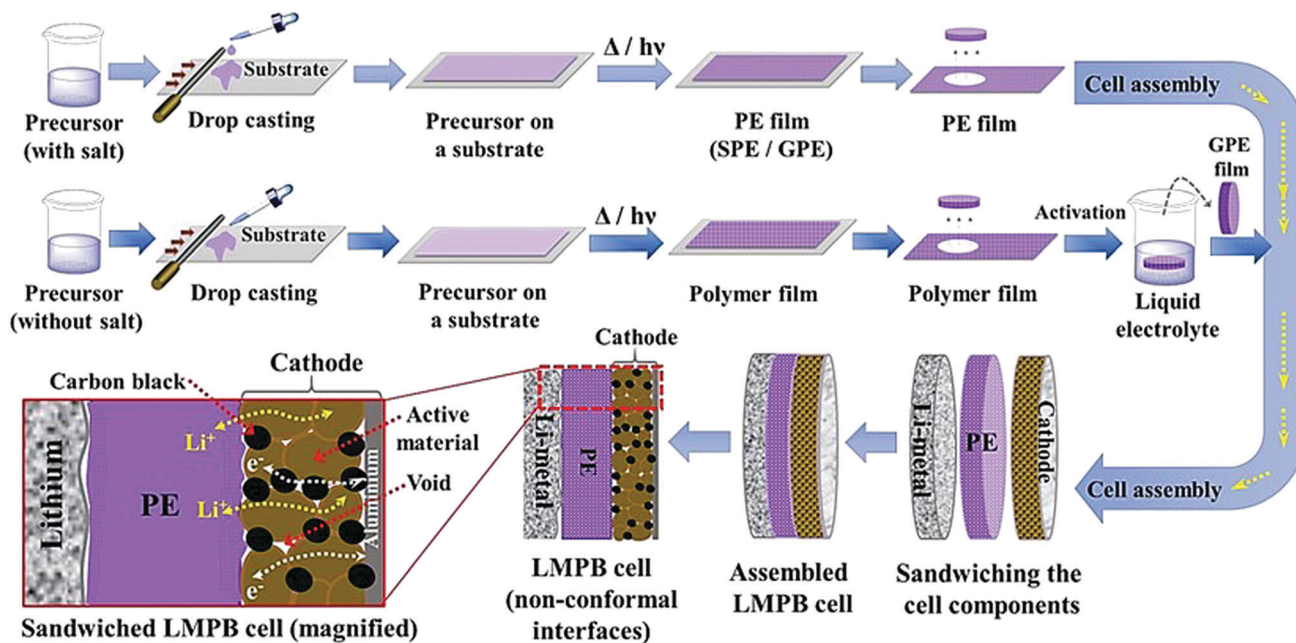 Precursor
(with salt)
Substrate
Drop casting
Precursor on
a substrate
Δ / hν
PE film
(SPE / GPE)
PE film
Cell assembly
Precursor
(without salt)
Substrate
Drop casting
Precursor on
a substrate
Δ / hν
Polymer film
Polymer film
Activation
GPE
film
Liquid
electrolyte
Cathode
Carbon black
Active
material
Void
Li⁺
e⁻
Li⁺
e⁻
Lithium
PE
Aluminum
Sandwiched LMPB cell (magnified)
Cathode
Li-metal
PE
LMPB cell
(non-conformal
interfaces)
Assembled
LMPB cell
Li-metal
PE
Cathode
Sandwiching the
cell components
Cell assembly